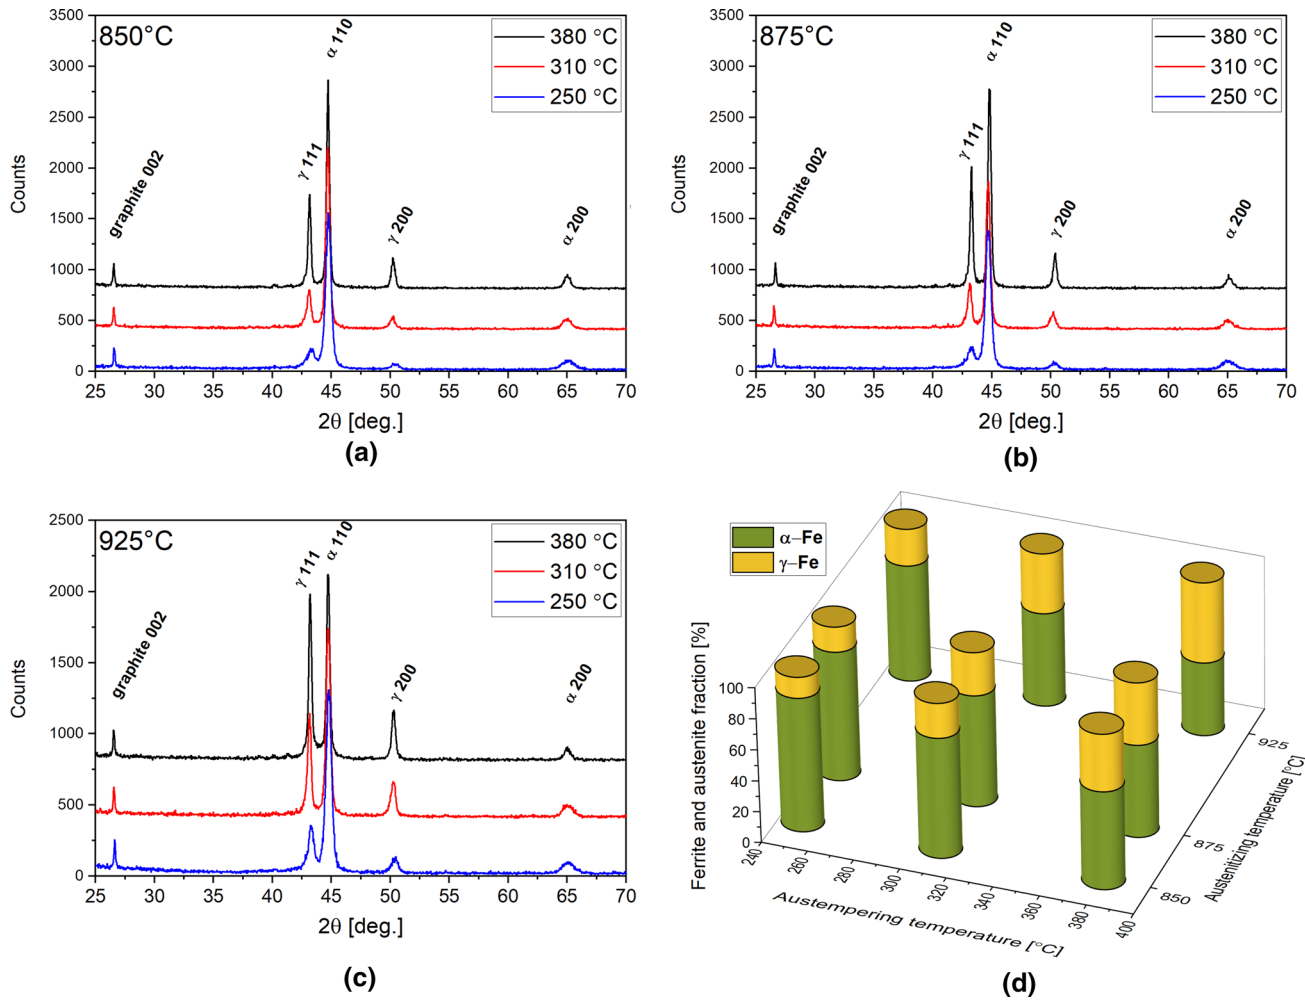 850°C
3500
3000
2500
2000
1500
1000
500
0
Counts
380 °C
310 °C
250 °C
graphite 002
γ 111
α 110
γ 200
α 200
25 30 35 40 45 50 55 60 65 70
2θ [deg.]
(a)
875°C
3500
3000
2500
2000
1500
1000
500
0
Counts
380 °C
310 °C
250 °C
graphite 002
γ 111
α 110
γ 200
α 200
25 30 35 40 45 50 55 60 65 70
2θ [deg.]
(b)
925°C
2500
2000
1500
1000
500
0
Counts
380 °C
310 °C
250 °C
graphite 002
γ 111
α 110
γ 200
α 200
25 30 35 40 45 50 55 60 65 70
2θ [deg.]
(c)
α–Fe
γ–Fe
Ferrite and austenite fraction [%]
100
80
60
40
20
0
240 260 280 300 320 340 360 380 400
Austempering temperature [°C]
850 875 925
Austenitizing temperature [°C]
(d)